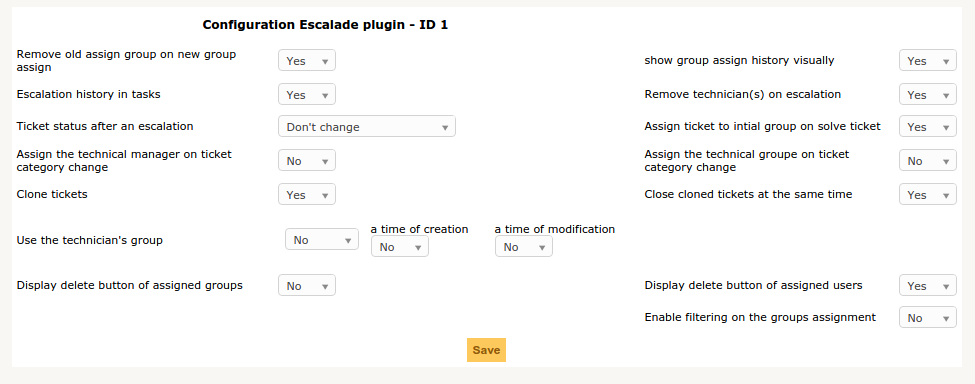 Configuration Escalade plugin - ID 1
Remove old assign group on new group
assign
Yes
show group assign history visually
Yes
Escalation history in tasks
Yes
Remove technician(s) on escalation
Yes
Ticket status after an escalation
Don't change
Assign ticket to intial group on solve ticket
Yes
Assign the technical manager on ticket
category change
No
Assign the technical groupe on ticket
category change
No
Clone tickets
Yes
Close cloned tickets at the same time
Yes
Use the technician's group
No
a time of creation
No
a time of modification
No
Display delete button of assigned groups
No
Display delete button of assigned users
Yes
Enable filtering on the groups assignment
No
Save